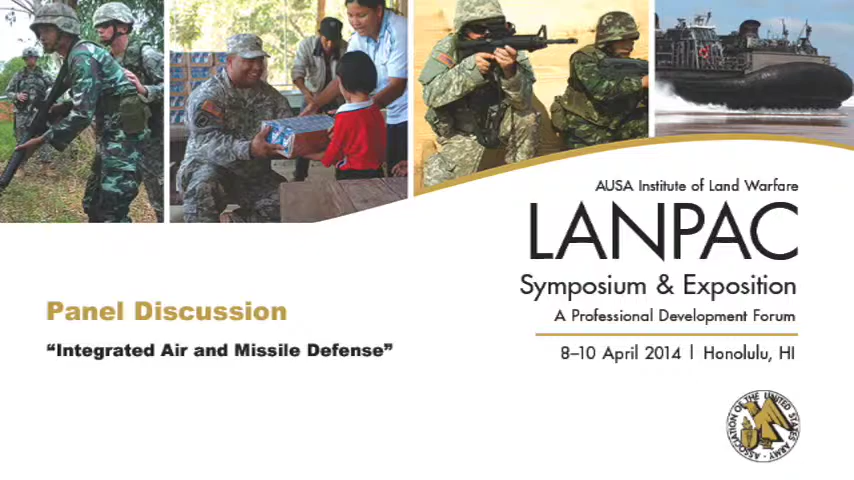 AUSA Institute of Land Warfare
LANPAC
Symposium & Exposition
A Professional Development Forum
8–10 April 2014 | Honolulu, HI
Panel Discussion
“Integrated Air and Missile Defense”
ASSOCIATION OF THE UNITED STATES ARMY